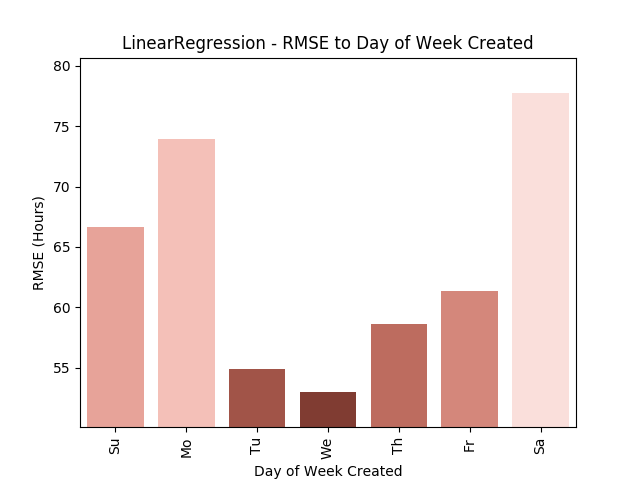 LinearRegression - RMSE to Day of Week Created
80
75
70
65
60
55
RMSE (Hours)
Su
Mo
Tu
We
Th
Fr
Sa
Day of Week Created